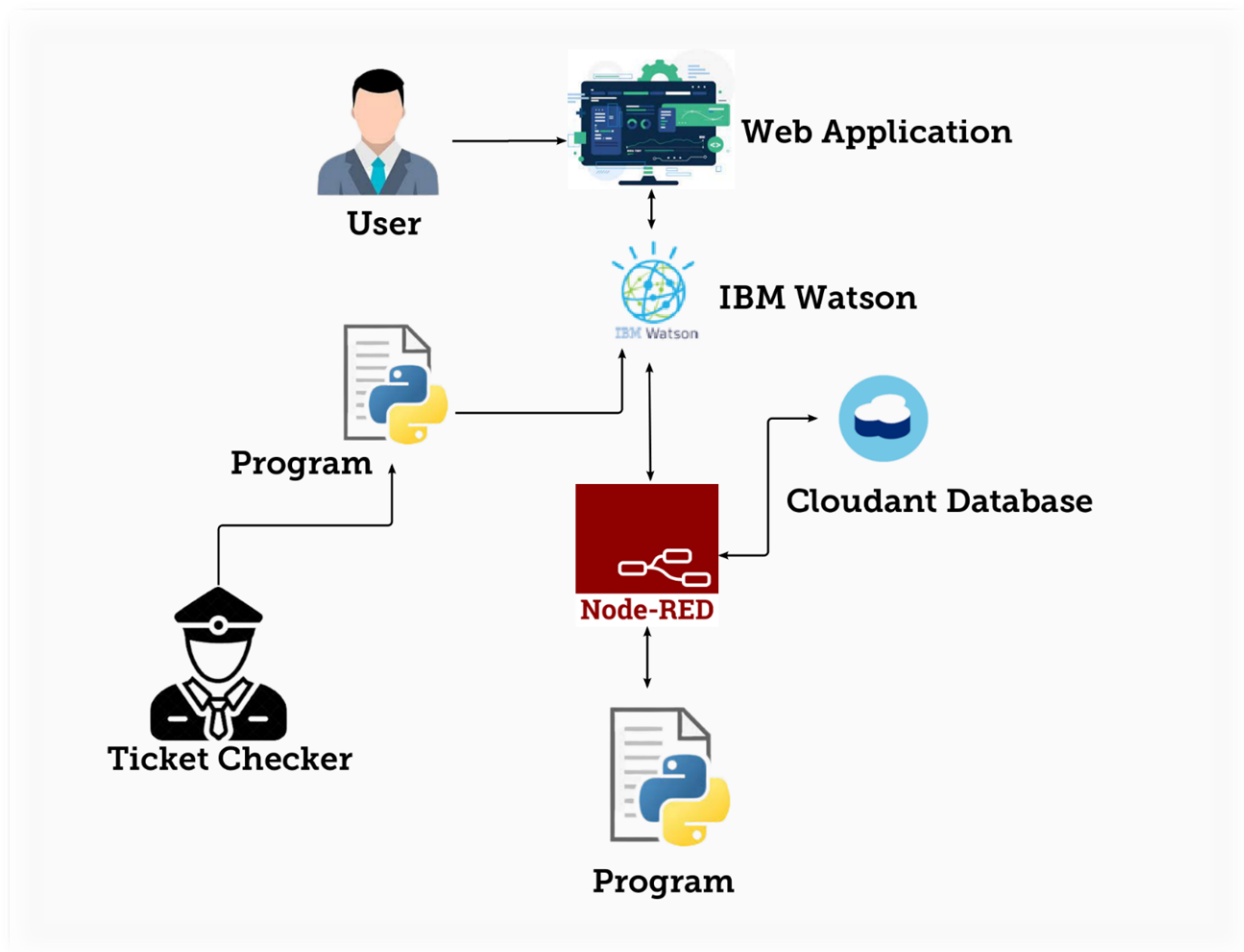 Web Application
User
IBM Watson
IBM Watson
Program
Cloudant Database
Node-RED
Ticket Checker
Program